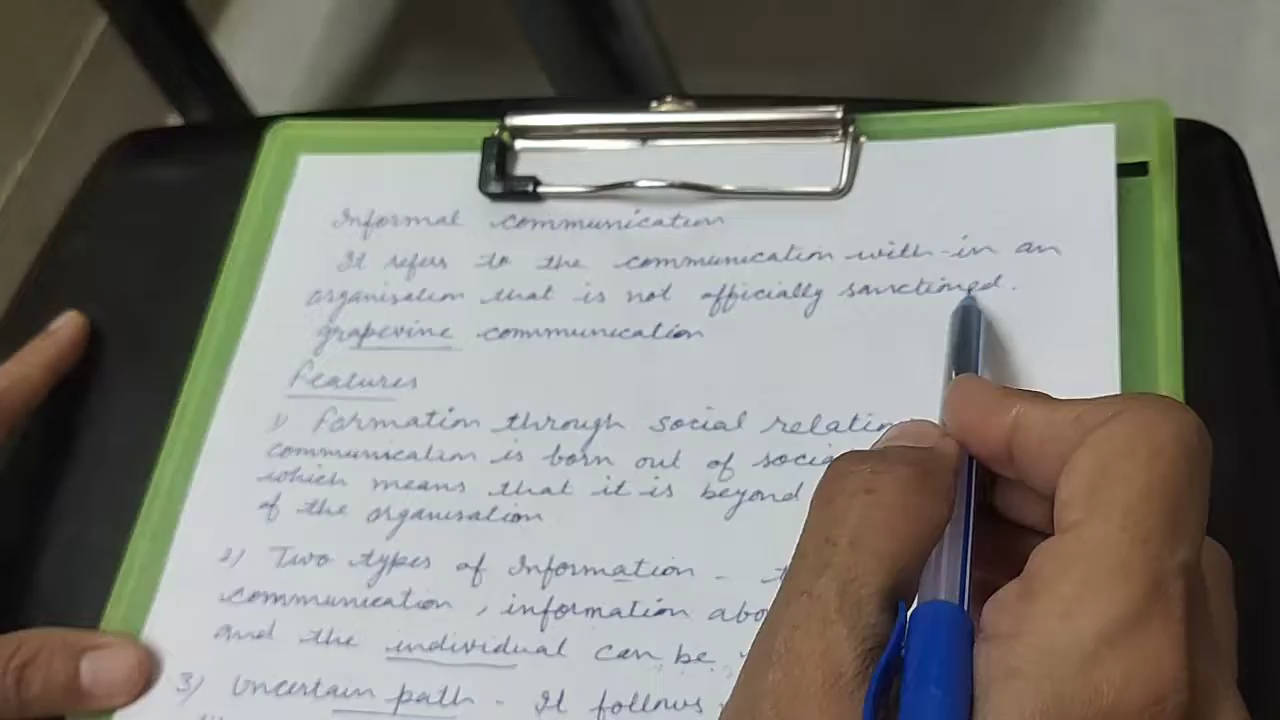 Informal communication
It refers to the communication with-in an
organisation that is not officially sanctioned.
grapevine communication
Features
1) Formation through social relation
communication is born out of socia
which means that it is beyond
of the organisation
2) Two types of Information -
communication, information abo
and the individual can be
3) Uncertain path - It follows